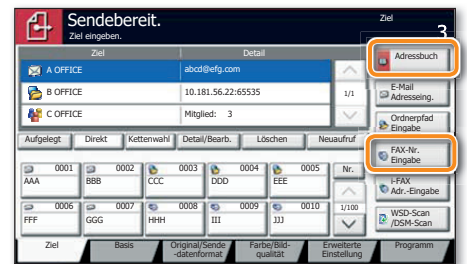 Sendebereit.
Ziel eingeben.
Ziel
3
Ziel Detail
A OFFICE abcd@efg.com
B OFFICE 10.181.56.22:65535
C OFFICE Mitglied: 3
1/1
Adressbuch
E-Mail
Adresseing.
Ordnerpfad
Eingabe
FAX-Nr.
Eingabe
i-FAX
Adr.-Eingabe
WSD-Scan
/DSM-Scan
Aufgelegt Direkt Kettenwahl Detail/Bearb. Löschen Neuaufruf
0001 0002 0003 0004 0005 Nr.
AAA BBB CCC DDD EEE
0006 0007 0008 0009 0010 1/100
FFF GGG HHH III JJJ
Ziel Basis Original/Sende
-datenformat Farbe/Bild-
qualität Erweiterte
Einstellung Programm